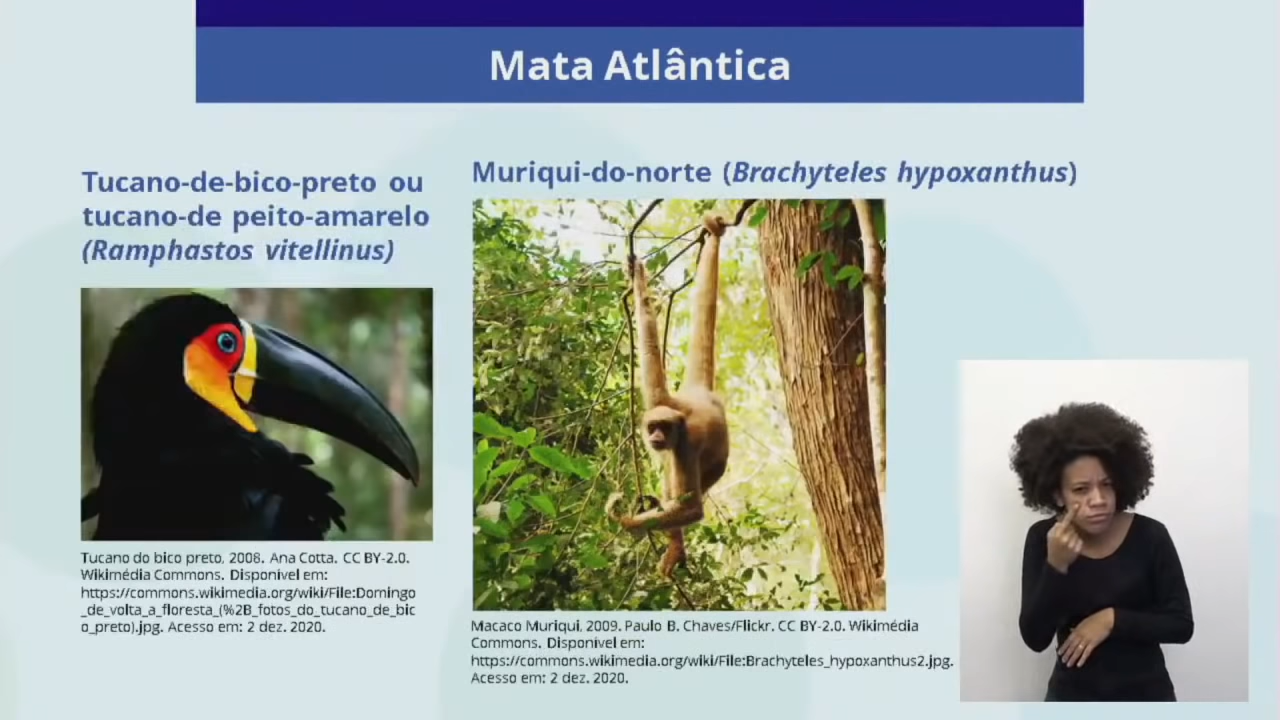 Mata Atlântica
Tucano-de-bico-preto ou
tucano-de peito-amarelo
(Ramphastos vitellinus)
Tucano do bico preto, 2008. Ana Cotta. CC BY-2.0.
Wikimédia Commons. Disponível em:
https://commons.wikimedia.org/wiki/File:Domingo
_de_volta_a_floresta_(%2B_fotos_do_tucano_de_bic
o_preto).jpg. Acesso em: 2 dez. 2020.
Muriqui-do-norte (Brachyteles hypoxanthus)
Macaco Muriqui, 2009. Paulo B. Chaves/Flickr. CC BY-2.0. Wikimédia
Commons. Disponível em:
https://commons.wikimedia.org/wiki/File:Brachyteles_hypoxanthus2.jpg.
Acesso em: 2 dez. 2020.